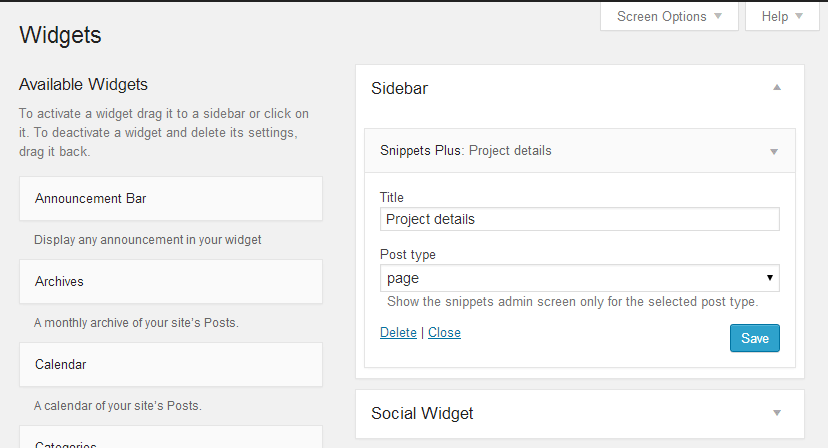 Screen Options
Help
Widgets
Available Widgets
To activate a widget drag it to a sidebar or click on
it. To deactivate a widget and delete its settings,
drag it back.
Announcement Bar
Display any announcement in your widget
Archives
A monthly archive of your site's Posts.
Calendar
A calendar of your site's Posts.
Categories
Sidebar
Snippets Plus: Project details
Title
Project details
Post type
page
Show the snippets admin screen only for the selected post type.
Delete | Close
Save
Social Widget